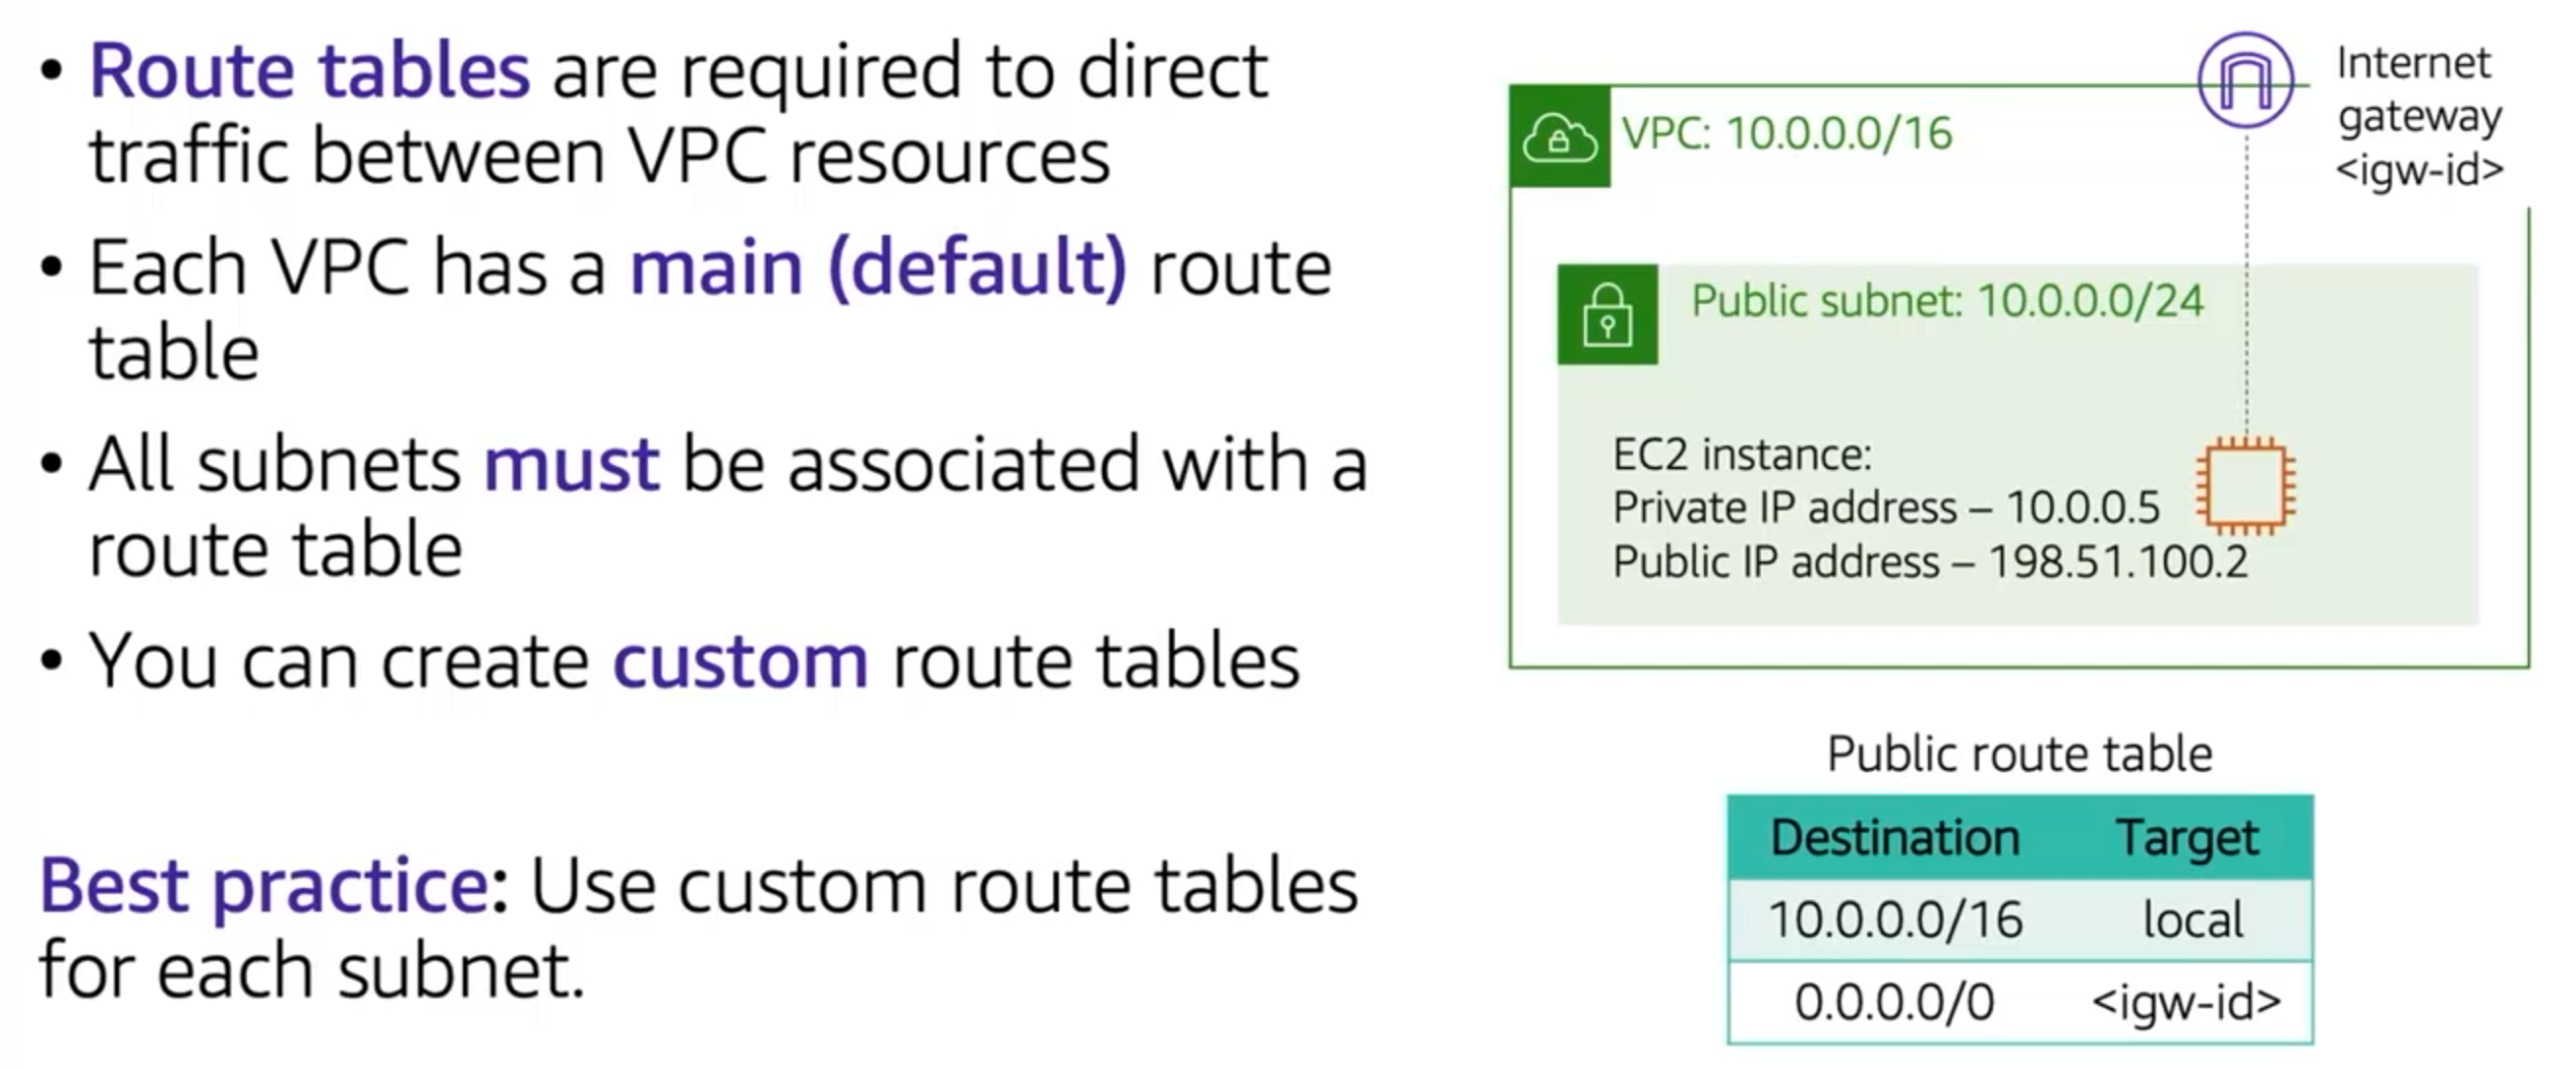 • Route tables are required to direct
traffic between VPC resources
• Each VPC has a main (default) route
table
• All subnets must be associated with a
route table
• You can create custom route tables
Best practice: Use custom route tables
for each subnet.
Internet
gateway
<igw-id>
VPC: 10.0.0.0/16
Public subnet: 10.0.0.0/24
EC2 instance:
Private IP address – 10.0.0.5
Public IP address – 198.51.100.2
Public route table
Destination Target
10.0.0.0/16 local
0.0.0.0/0 <igw-id>